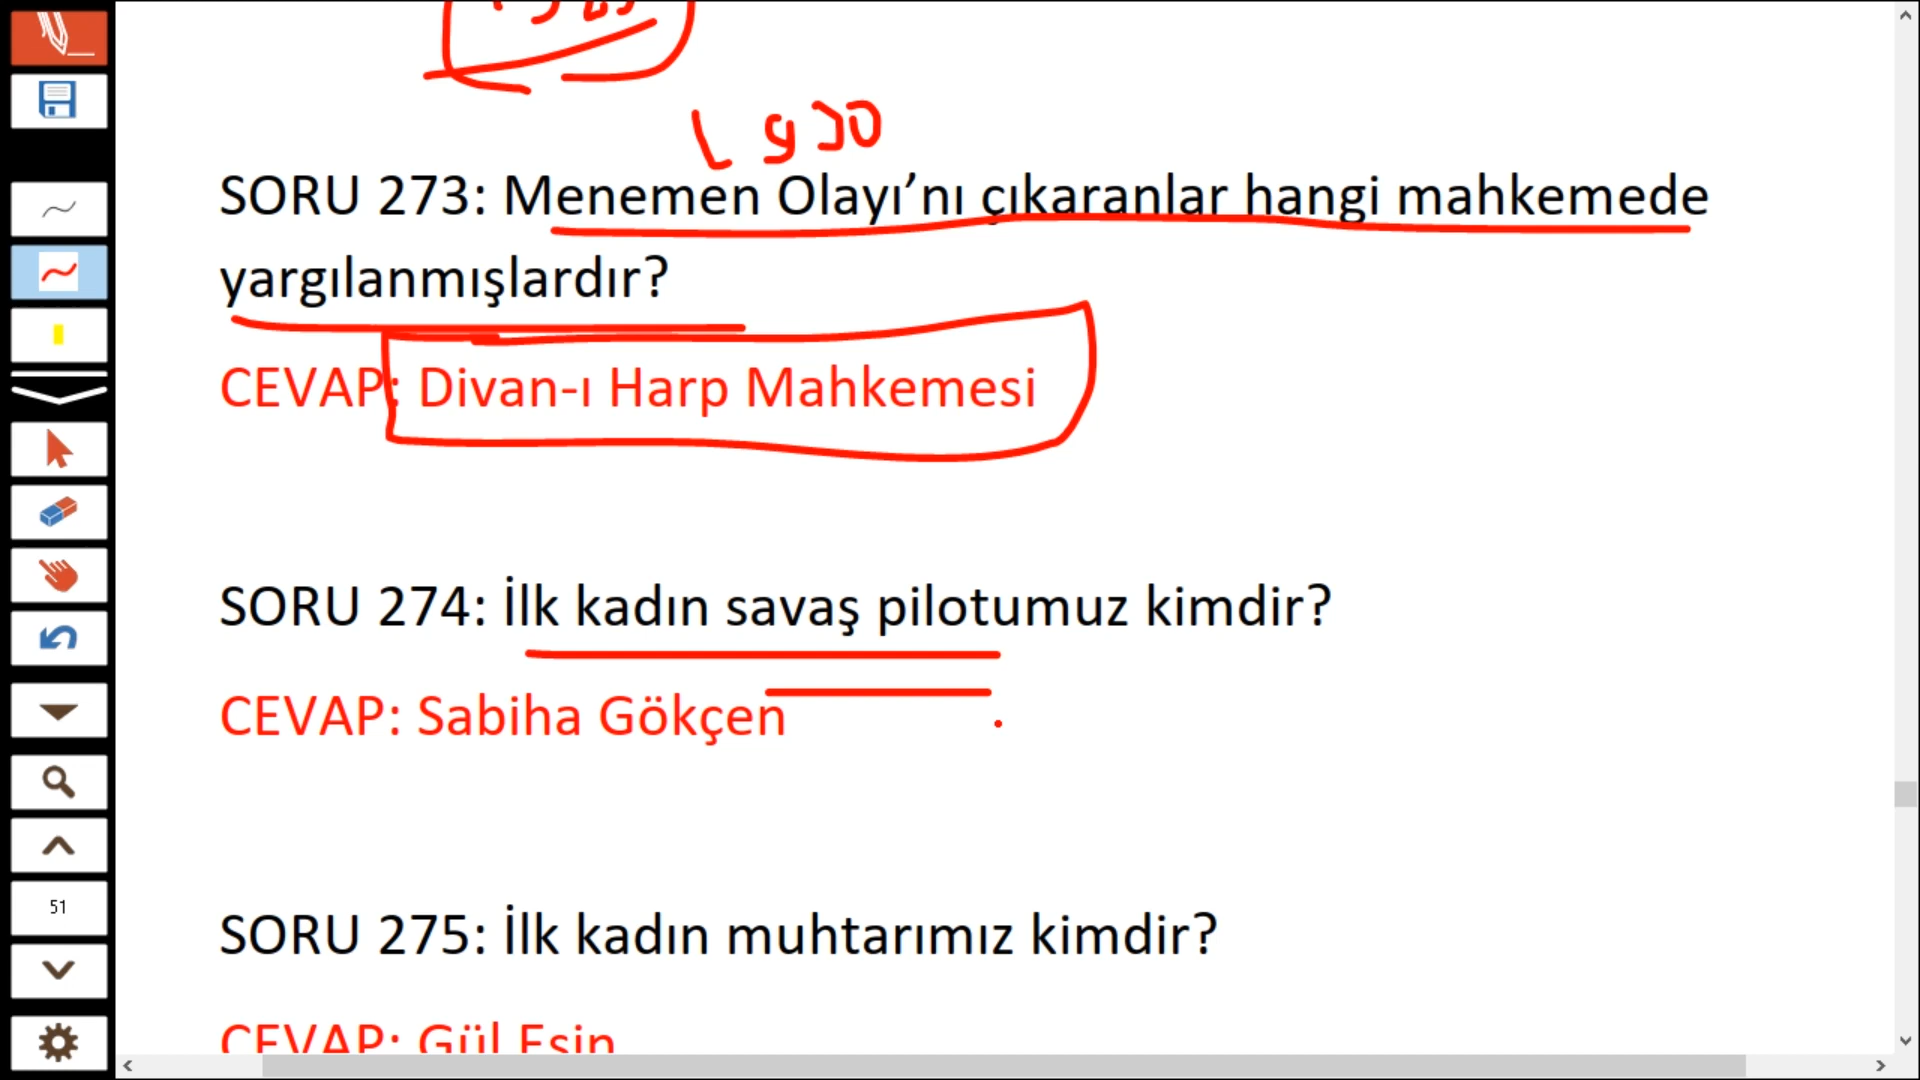 1930
SORU 273: Menemen Olayı’nı çıkaranlar hangi mahkemede
yargılanmışlardır?
CEVAP: Divan-ı Harp Mahkemesi
SORU 274: İlk kadın savaş pilotumuz kimdir?
CEVAP: Sabiha Gökçen
SORU 275: İlk kadın muhtarımız kimdir?
CEVAP: Gül Esin
51